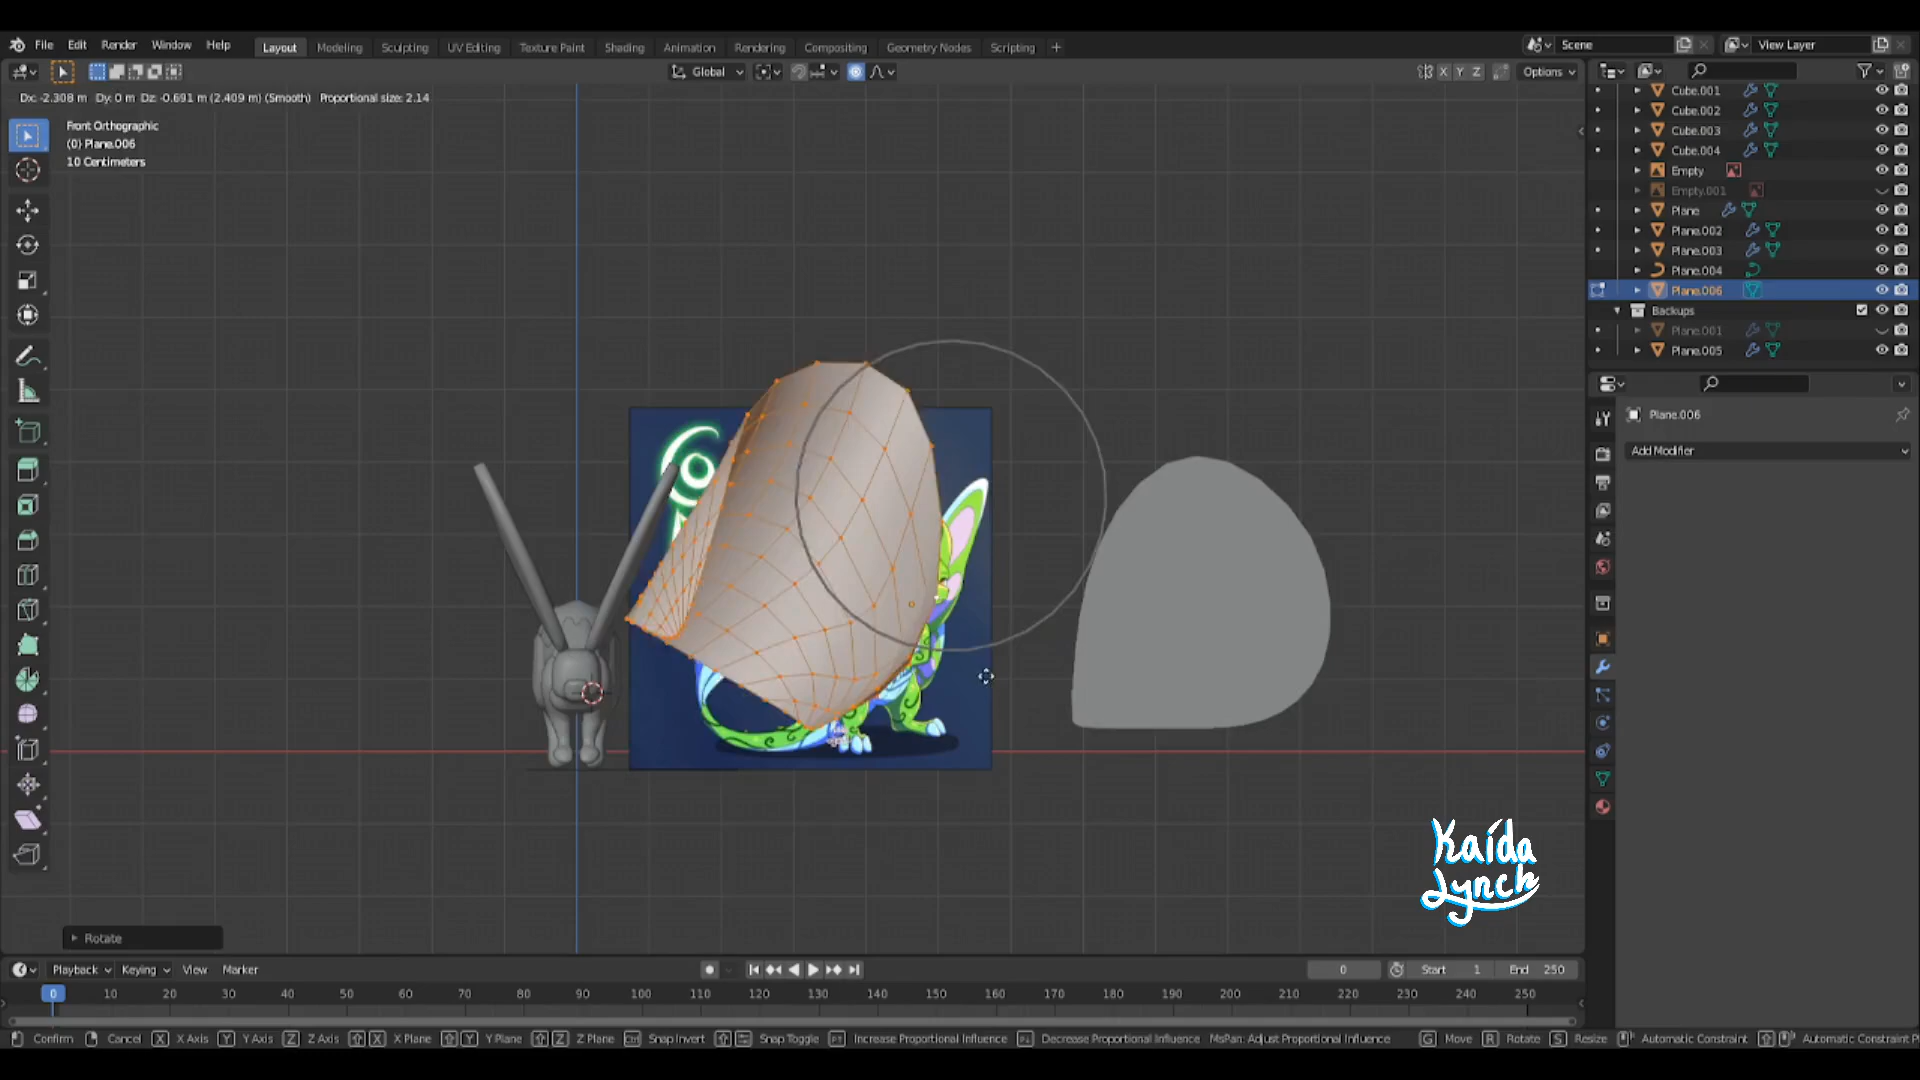 File Edit Render Window Help Layout Modeling Sculpting UV Editing Texture Paint Shading Animation Rendering Compositing Geometry Nodes Scripting + Scene View Layer
Global X Y Z Options
Dx: -2.308 m Dy: 0 m Dz: -0.691 m (2.409 m) (Smooth) Proportional size: 2.14
Front Orthographic
(0) Plane.006
10 Centimeters
Cube.001
Cube.002
Cube.003
Cube.004
Empty
Empty.001
Plane
Plane.002
Plane.003
Plane.004
Plane.006
Backups
Plane.001
Plane.005
Plane.006
Add Modifier
Kaida
Lynch
Rotate
Playback Keying View Marker 0 Start 1 End 250
0 10 20 30 40 50 60 70 80 90 100 110 120 130 140 150 160 170 180 190 200 210 220 230 240 250
Confirm Cancel X X Axis Y Y Axis Z Z Axis X X Plane Y Y Plane Z Z Plane Snap Invert Snap Toggle Increase Proportional Influence Decrease Proportional Influence MsPan: Adjust Proportional Influence G Move R Rotate S Resize Automatic Constraint Automatic Constraint